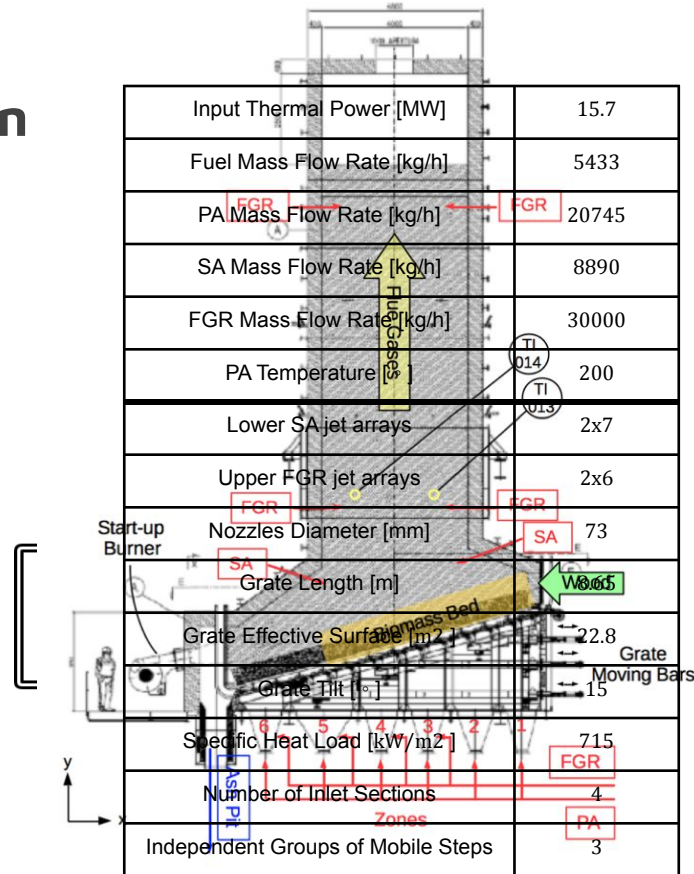 n
Input Thermal Power [MW] 15.7
Fuel Mass Flow Rate [kg/h] 5433
FGR FGR
PA Mass Flow Rate [kg/h] 20745
A
SA Mass Flow Rate [kg/h] 8890
Flue Gases
FGR Mass Flow Rate [kg/h] 30000
TI 014
PA Temperature [°] 200
TI 013
Lower SA jet arrays 2x7
Upper FGR jet arrays 2x6
FGR FGR
Nozzles Diameter [mm] 73
Start-up
Burner
SA SA
Grate Length [m] 8.65
Wood
Biomass Bed
Grate Effective Surface [m2] 22.8
Grate
Moving Bars
Grate Tilt [°] 15
6 5 4 3 2 1
Specific Heat Load [kW/m2] 715
FGR
y
x
Ash Pit
Number of Inlet Sections 4
Zones PA
Independent Groups of Mobile Steps 3